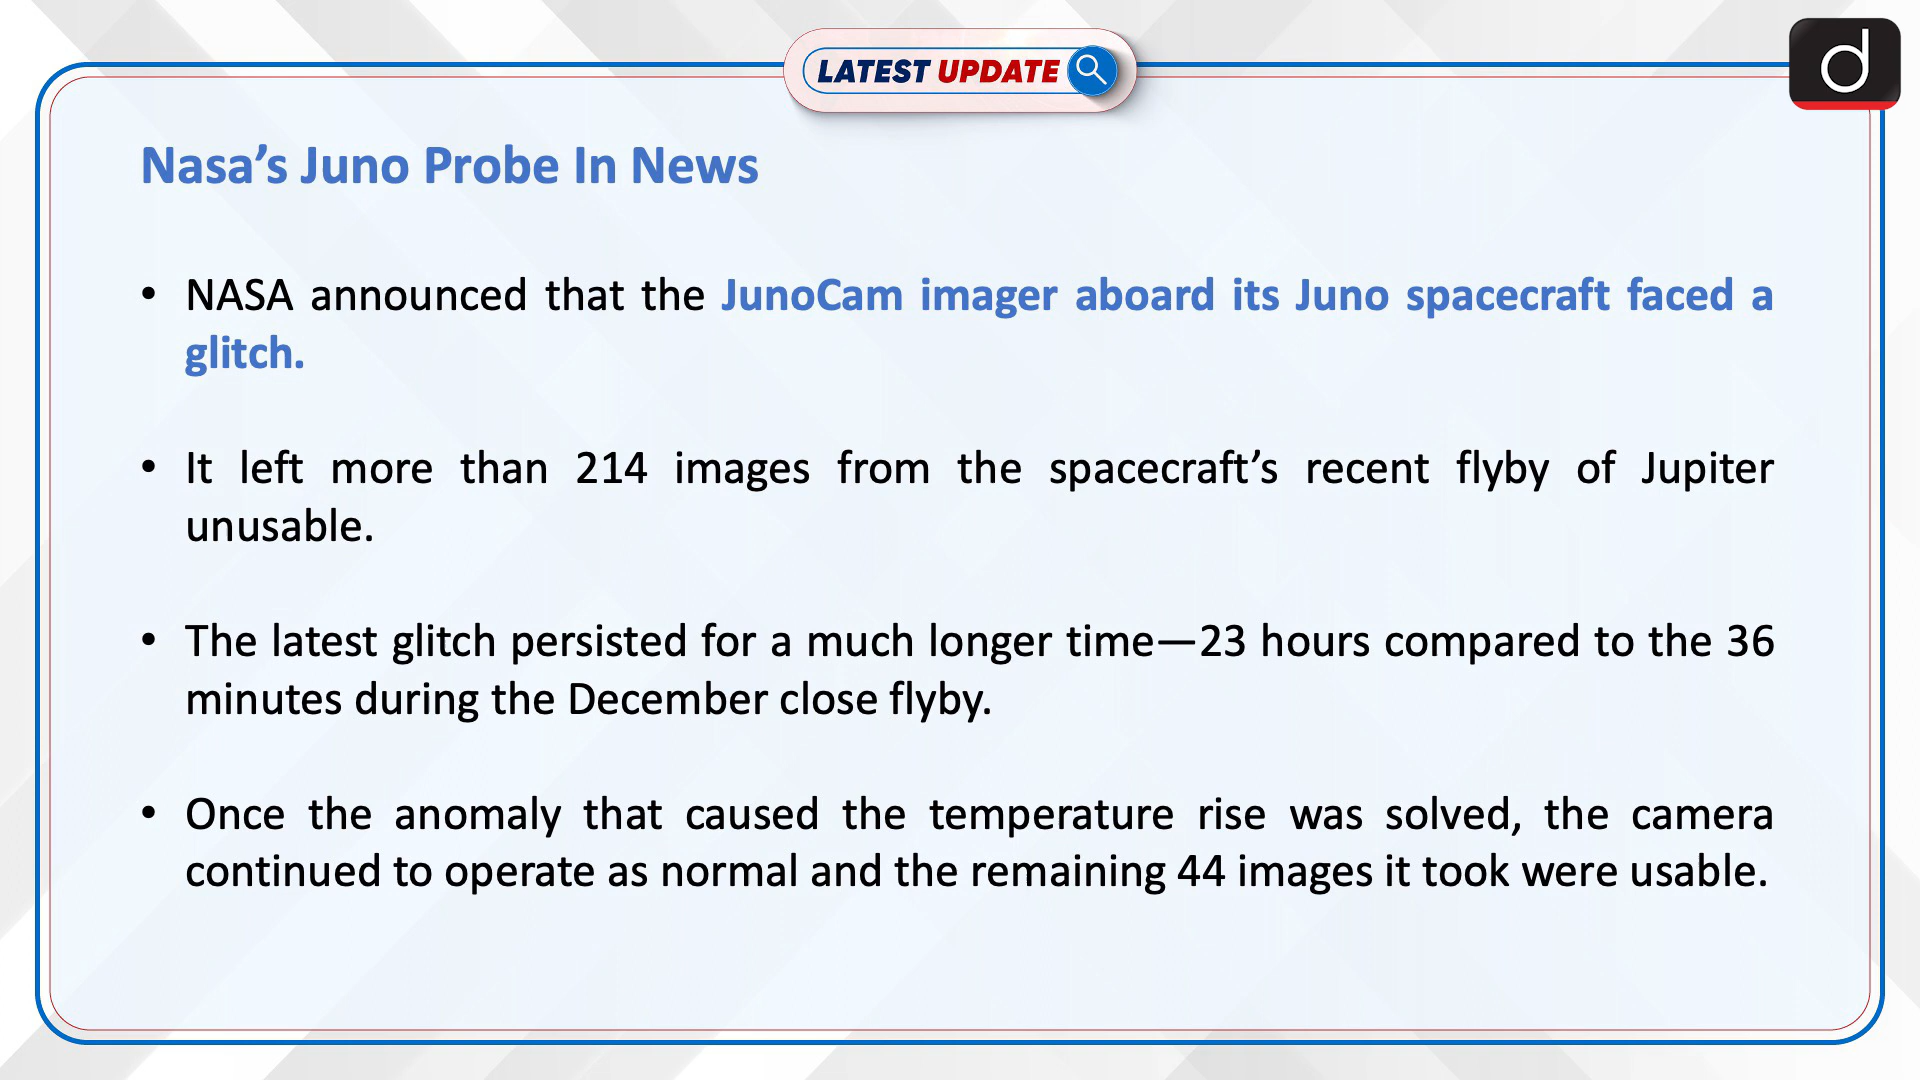 LATEST UPDATE
d
Nasa’s Juno Probe In News
• NASA announced that the JunoCam imager aboard its Juno spacecraft faced a
glitch.
• It left more than 214 images from the spacecraft’s recent flyby of Jupiter
unusable.
• The latest glitch persisted for a much longer time—23 hours compared to the 36
minutes during the December close flyby.
• Once the anomaly that caused the temperature rise was solved, the camera
continued to operate as normal and the remaining 44 images it took were usable.